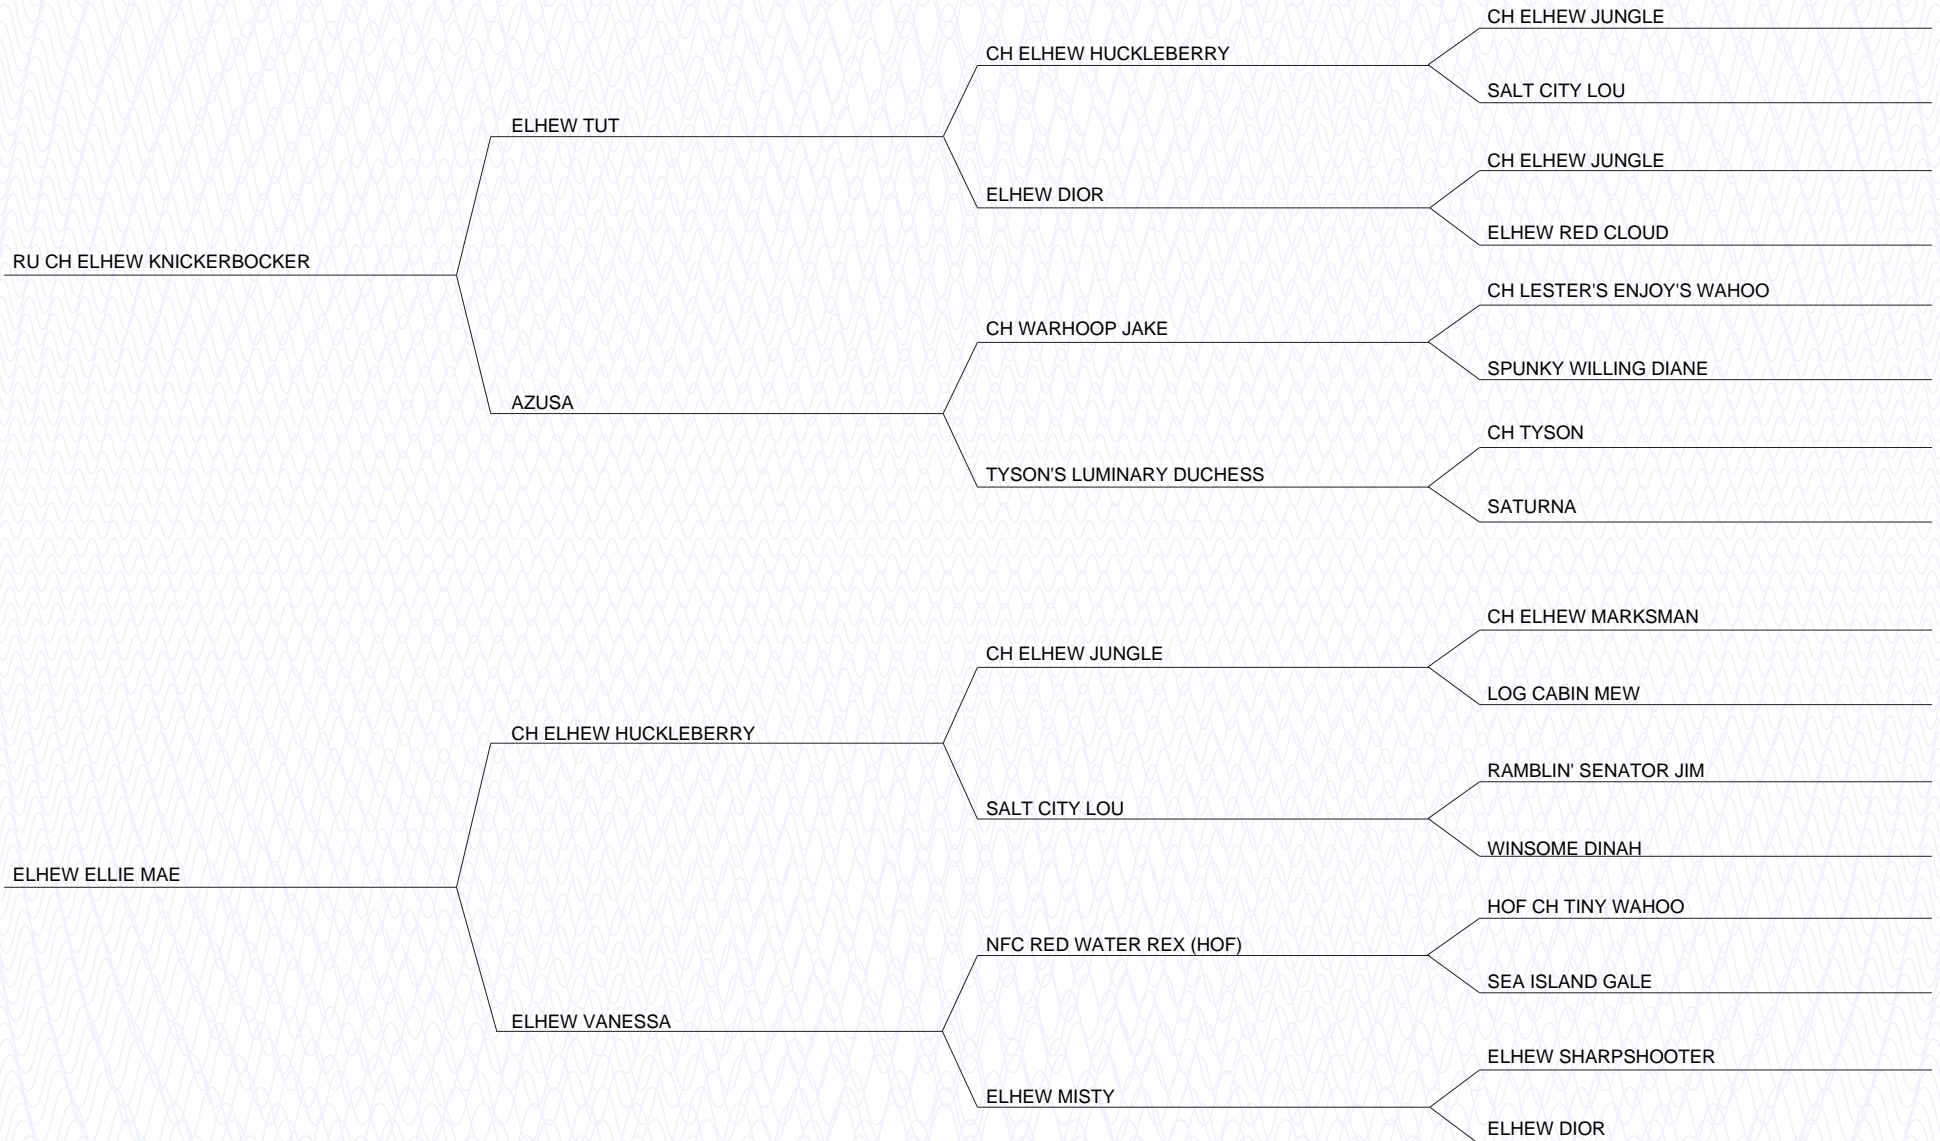 CH ELHEW JUNGLE
CH ELHEW HUCKLEBERRY
SALT CITY LOU
ELHEW TUT
CH ELHEW JUNGLE
ELHEW DIOR
ELHEW RED CLOUD
RU CH ELHEW KNICKERBOCKER
CH LESTER'S ENJOY'S WAHOO
CH WARHOOP JAKE
SPUNKY WILLING DIANE
AZUSA
CH TYSON
TYSON'S LUMINARY DUCHESS
SATURNA
CH ELHEW MARKSMAN
CH ELHEW JUNGLE
LOG CABIN MEW
CH ELHEW HUCKLEBERRY
RAMBLIN' SENATOR JIM
SALT CITY LOU
WINSOME DINAH
ELHEW ELLIE MAE
HOF CH TINY WAHOO
NFC RED WATER REX (HOF)
SEA ISLAND GALE
ELHEW VANESSA
ELHEW SHARPSHOOTER
ELHEW MISTY
ELHEW DIOR